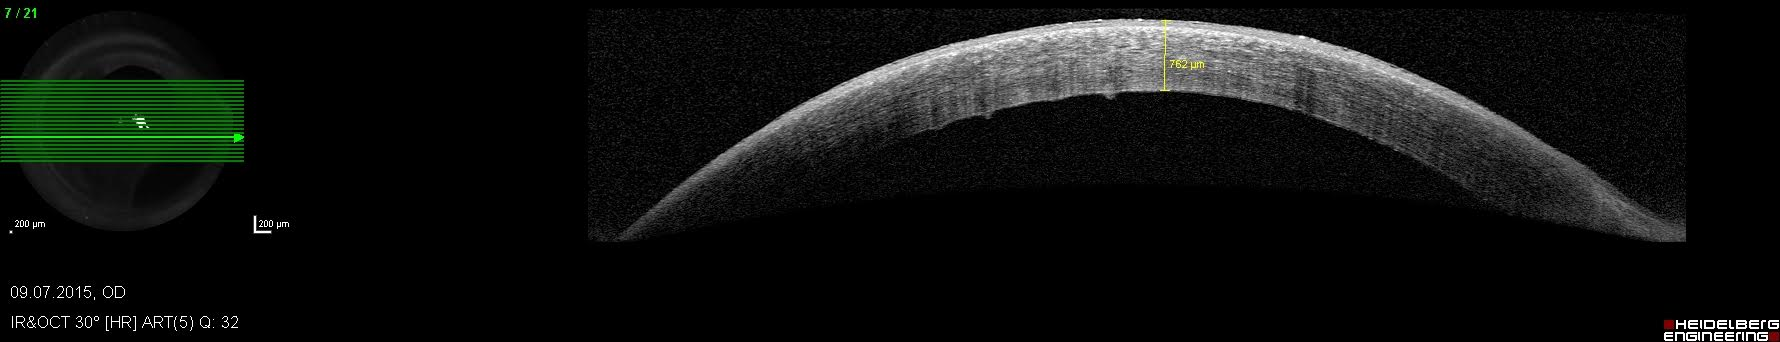 7 / 21
762 µm
200 µm
200 µm
09.07.2015, OD
IR&OCT 30° [HR] ART(5) Q: 32
HEIDELBERG
ENGINEERING